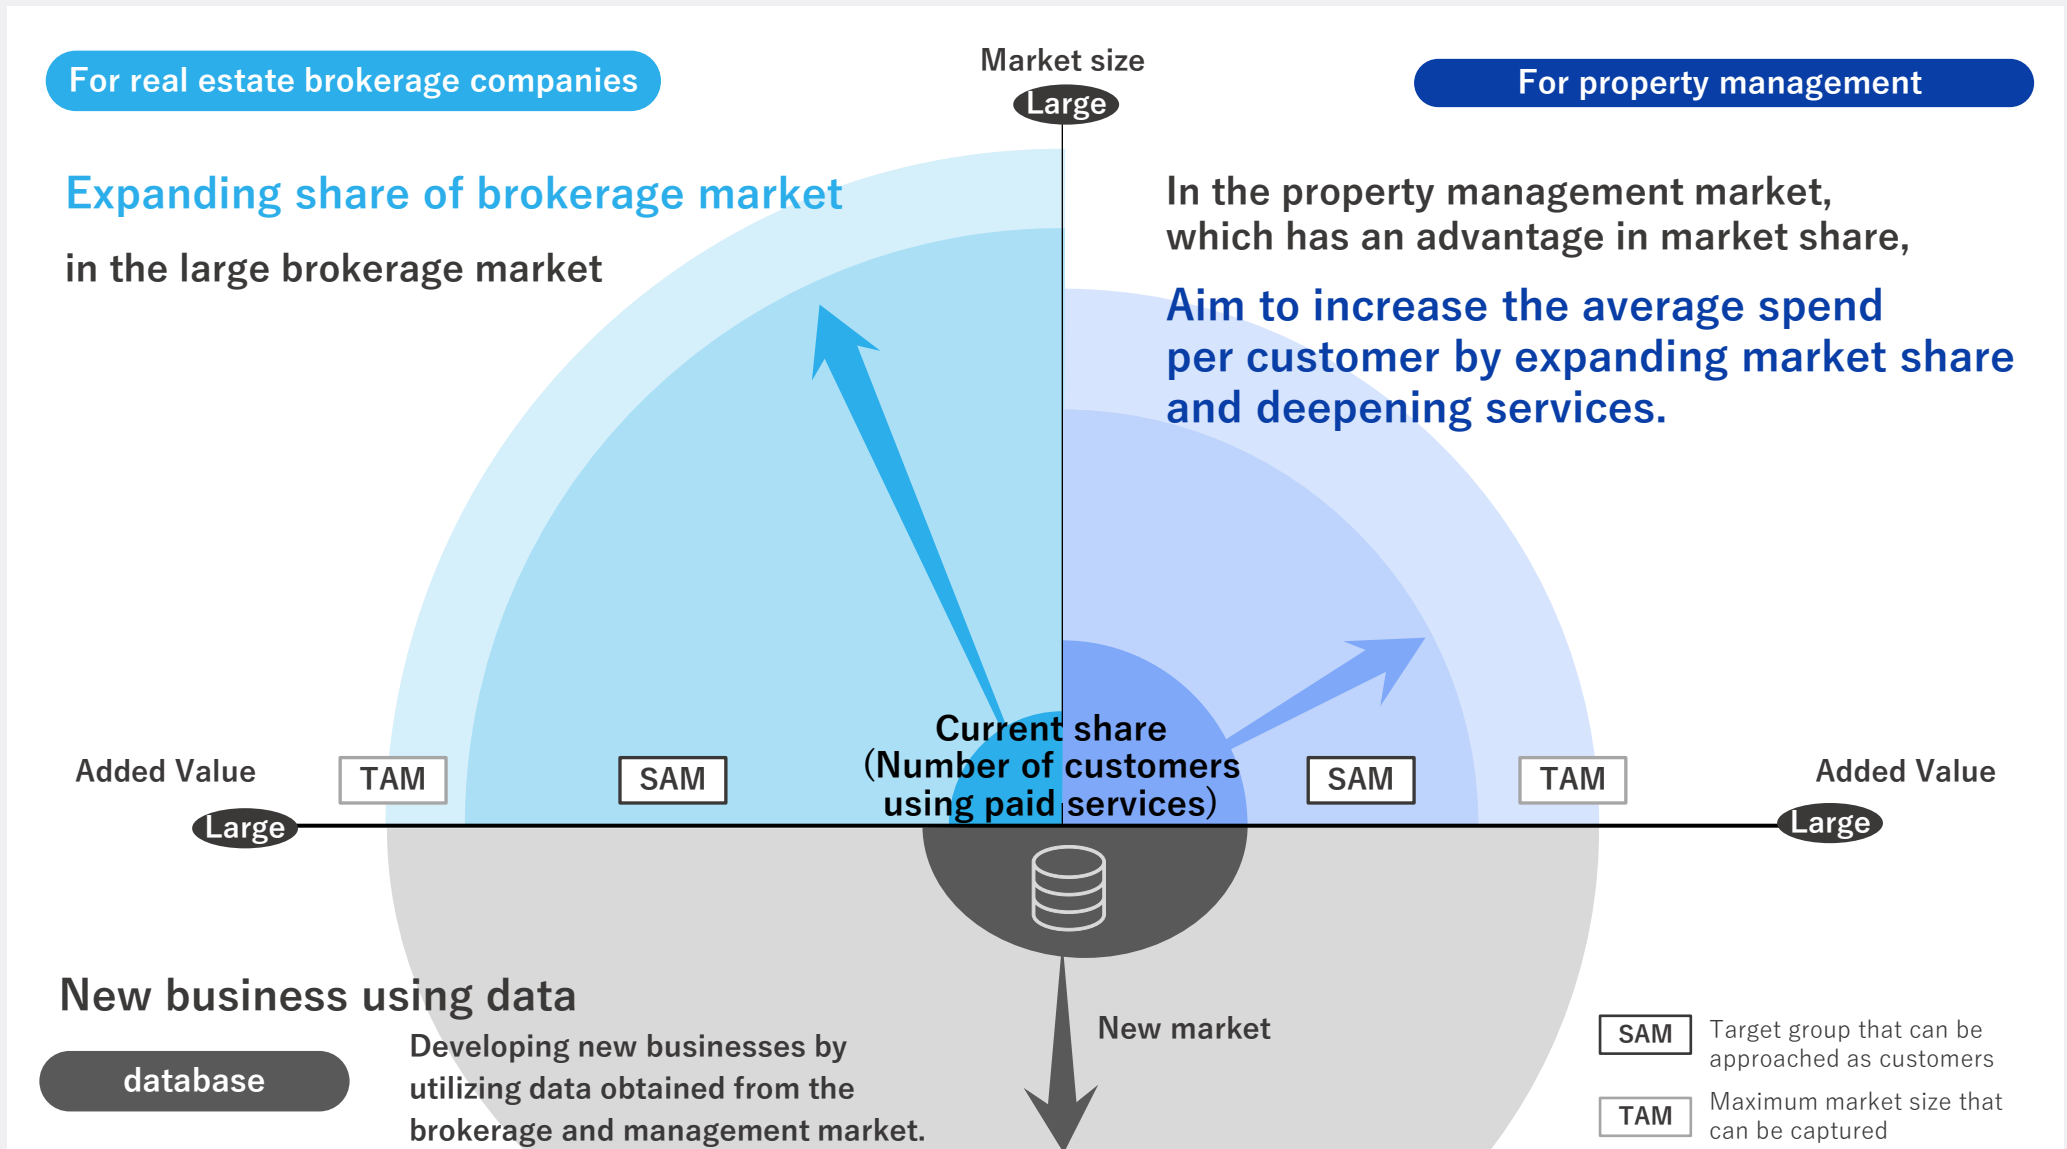 For real estate brokerage companies
Expanding share of brokerage market
in the large brokerage market
Market size
Large
For property management
In the property management market,
which has an advantage in market share,
Aim to increase the average spend
per customer by expanding market share
and deepening services.
Current share
(Number of customers
using paid services)
Added Value
Large
TAM
SAM
SAM
TAM
Added Value
Large
New business using data
database
Developing new businesses by
utilizing data obtained from the
brokerage and management market.
New market
SAM
Target group that can be
approached as customers
TAM
Maximum market size that
can be captured